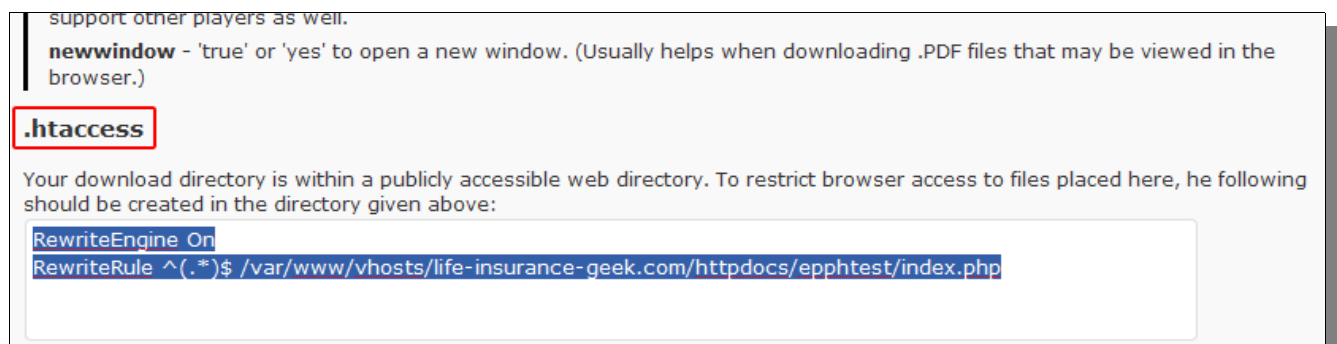 support other players as well.
newwindow - 'true' or 'yes' to open a new window. (Usually helps when downloading .PDF files that may be viewed in the
browser.)
.htaccess
Your download directory is within a publicly accessible web directory. To restrict browser access to files placed here, he following
should be created in the directory given above:
RewriteEngine On
RewriteRule ^(.*)$ /var/www/vhosts/life-insurance-geek.com/httpdocs/epphtest/index.php